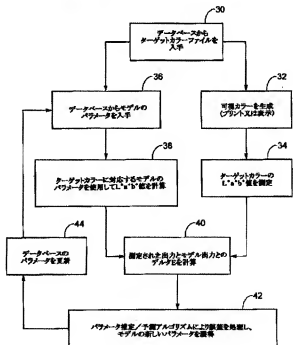 30
データベースから
ターゲットカラーファイルを
入手
36
データベースからモデルの
パラメータを入手
32
可視カラーを生成
(プリント又は表示)
38
ターゲットカラーに対応するモデルの
パラメータを使用してL*a*b*値を計算
34
ターゲットカラーの
L*a*b*値を測定
44
データベースの
パラメータを更新
40
測定された出力とモデル出力との
デルタEを計算
42
パラメータ推定/予測アルゴリズムにより誤差を処理し、
モデルの新しいパラメータを獲得